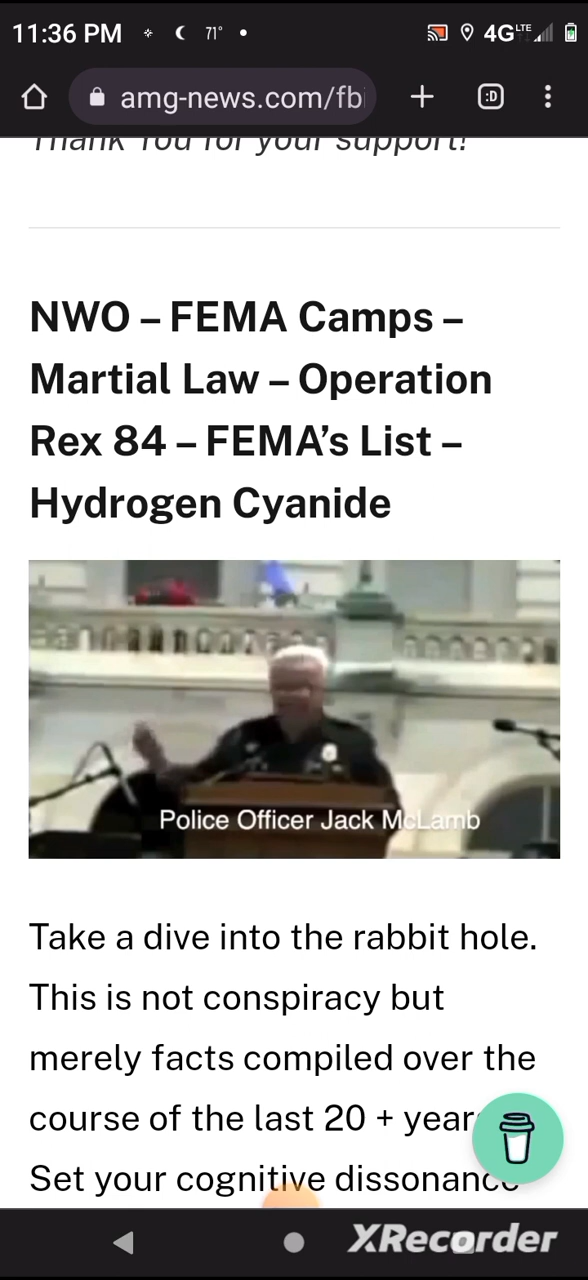 11:36 PM 71° 4G LTE
amg-news.com/fbi :D
Thank You for your support!
NWO – FEMA Camps –
Martial Law – Operation
Rex 84 – FEMA’s List –
Hydrogen Cyanide
Police Officer Jack McLamb
Take a dive into the rabbit hole.
This is not conspiracy but
merely facts compiled over the
course of the last 20 + year
Set your cognitive dissonance
XRecorder